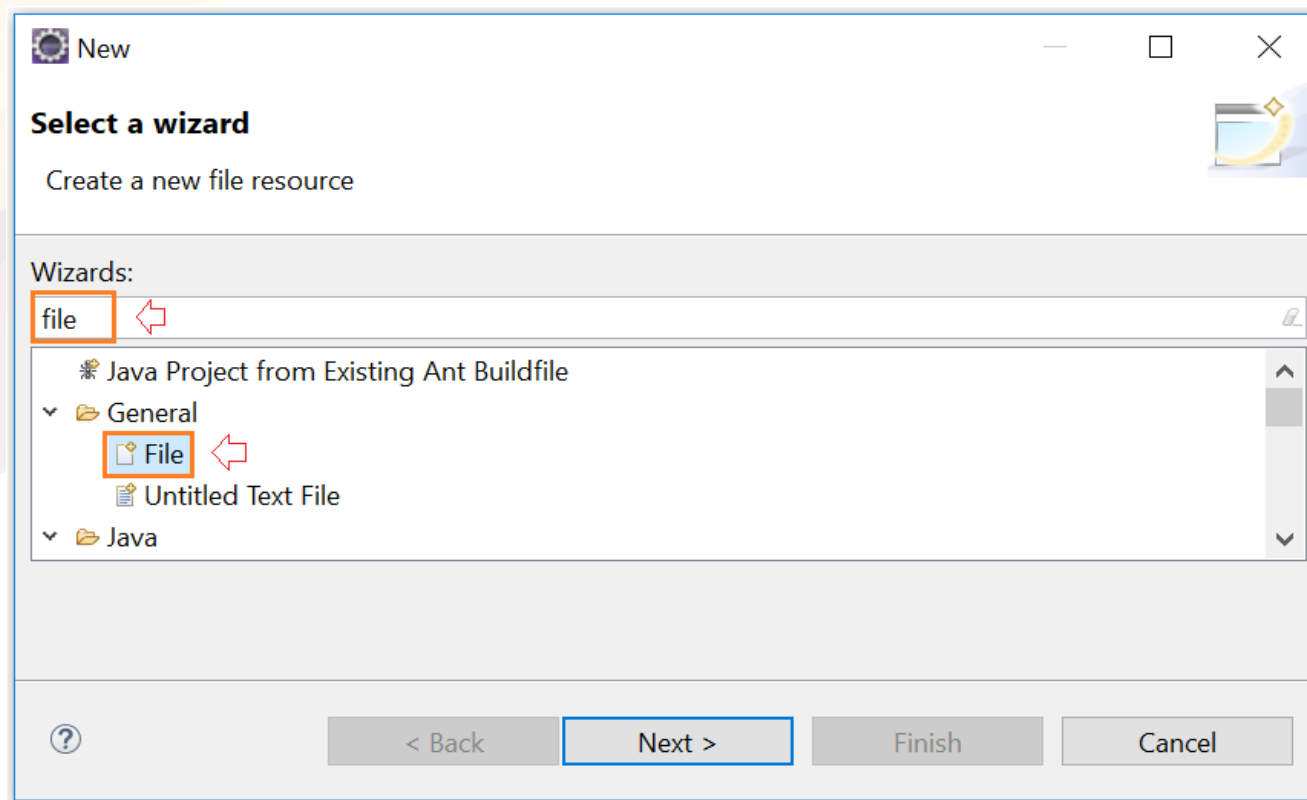 New
Select a wizard
Create a new file resource
Wizards:
file
Java Project from Existing Ant Buildfile
General
File
Untitled Text File
Java
? < Back Next > Finish Cancel